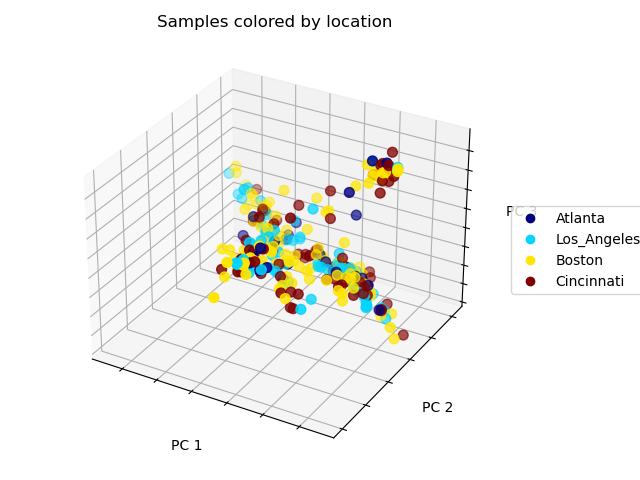 Samples colored by location
PC 3
Atlanta
Los_Angeles
Boston
Cincinnati
PC 2
PC 1